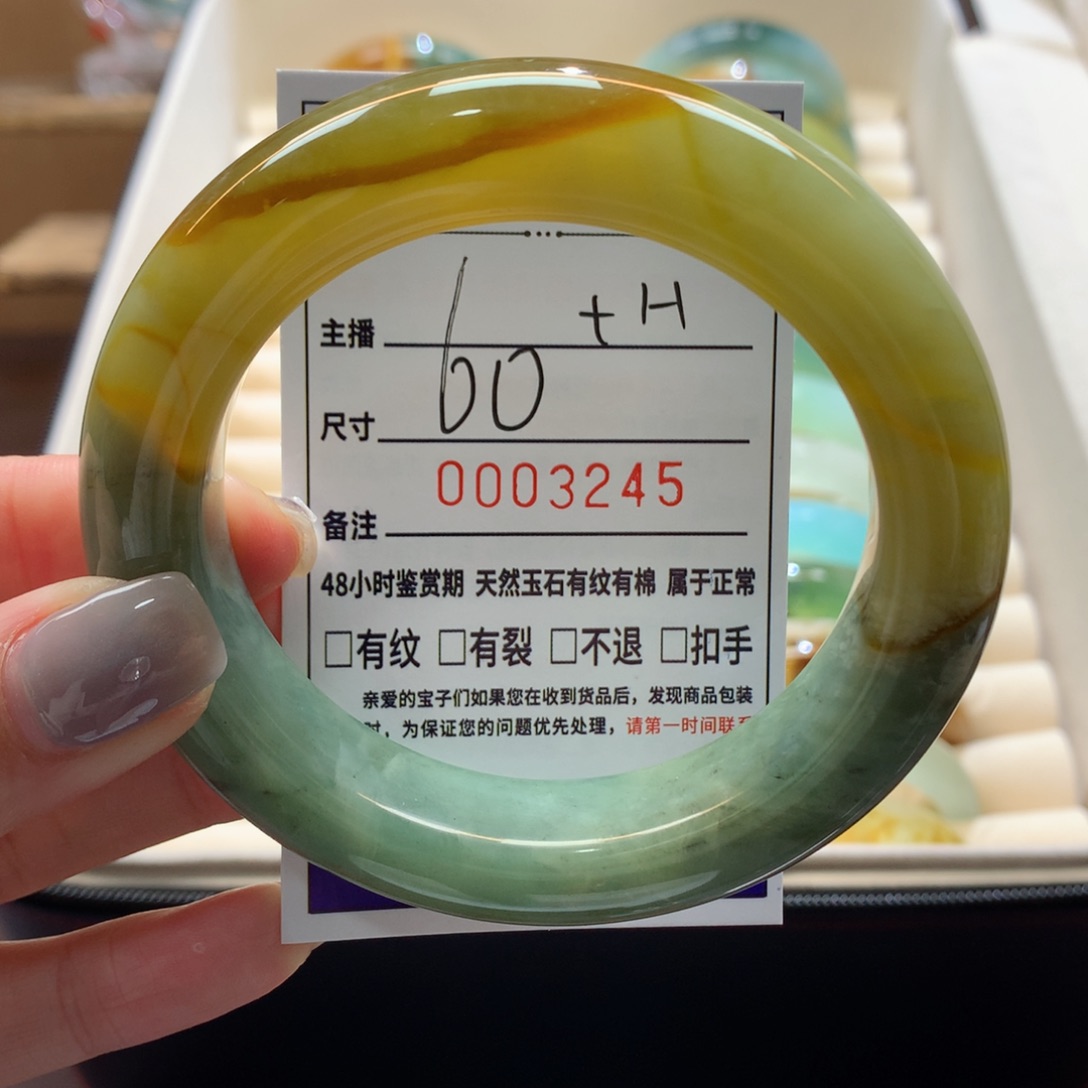 主播 tH
尺寸 60
0003245
备注
48小时鉴赏期 天然玉石有纹有棉 属于正常
□有纹 □有裂 □不退 □扣手
亲爱的宝子们如果您在收到货品后，发现商品包装
时，为保证您的问题优先处理，请第一时间联系